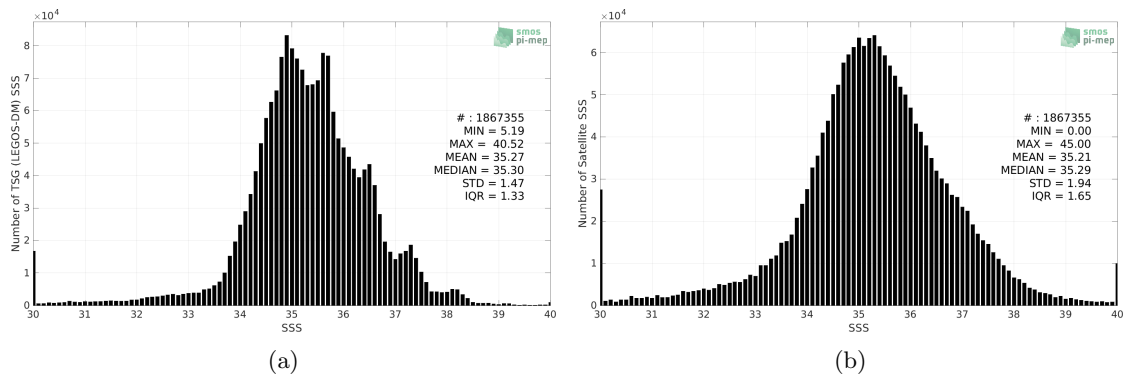 ×10⁴
8
7
6
5
4
3
2
1
0
Number of TSG (LEGOS-DM) SSS
30 31 32 33 34 35 36 37 38 39 40
SSS
smos
pi-mep
# : 1867355
MIN = 5.19
MAX = 40.52
MEAN = 35.27
MEDIAN = 35.30
STD = 1.47
IQR = 1.33
(a)
×10⁴
6
5
4
3
2
1
0
Number of Satellite SSS
30 31 32 33 34 35 36 37 38 39 40
SSS
smos
pi-mep
# : 1867355
MIN = 0.00
MAX = 45.00
MEAN = 35.21
MEDIAN = 35.29
STD = 1.94
IQR = 1.65
(b)